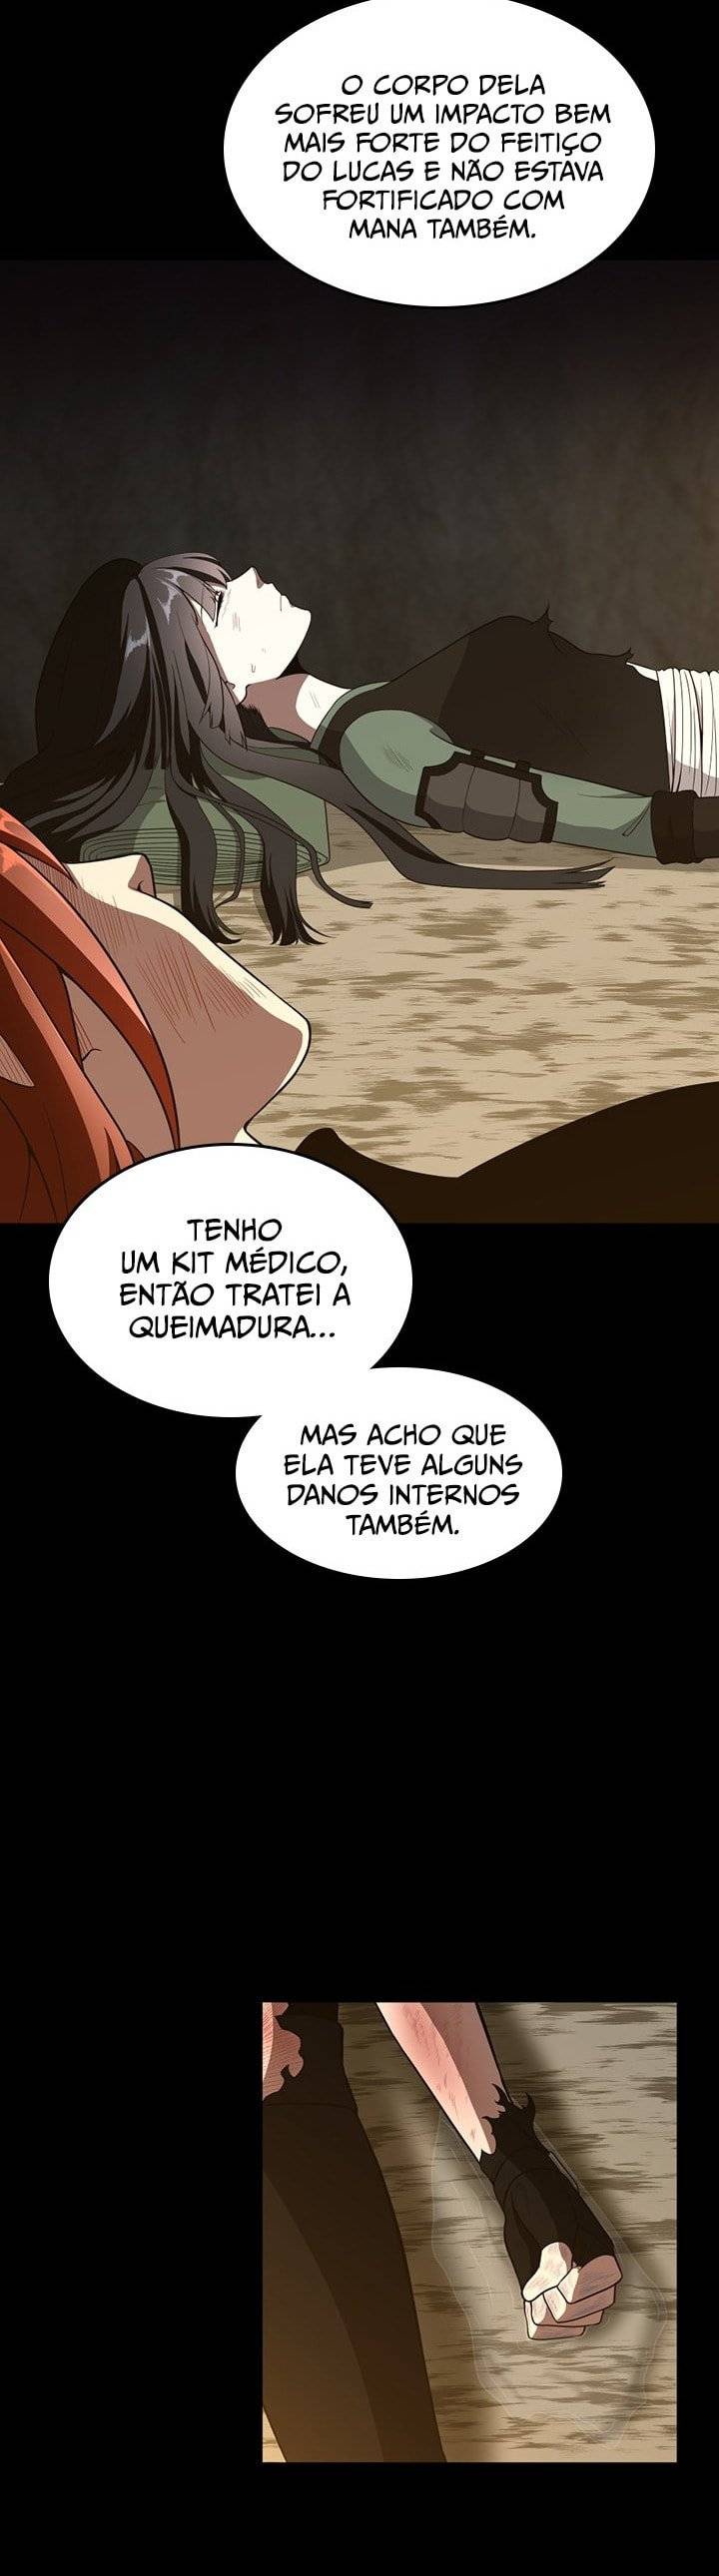 O CORPO DELA
SOFREU UM IMPACTO BEM
MAIS FORTE DO FEITIÇO
DO LUCAS E NÃO ESTAVA
FORTIFICADO COM
MANA TAMBÉM.
TENHO
UM KIT MÉDICO,
ENTÃO TRATEI A
QUEIMADURA...
MAS ACHO QUE
ELA TEVE ALGUNS
DANOS INTERNOS
TAMBÉM.